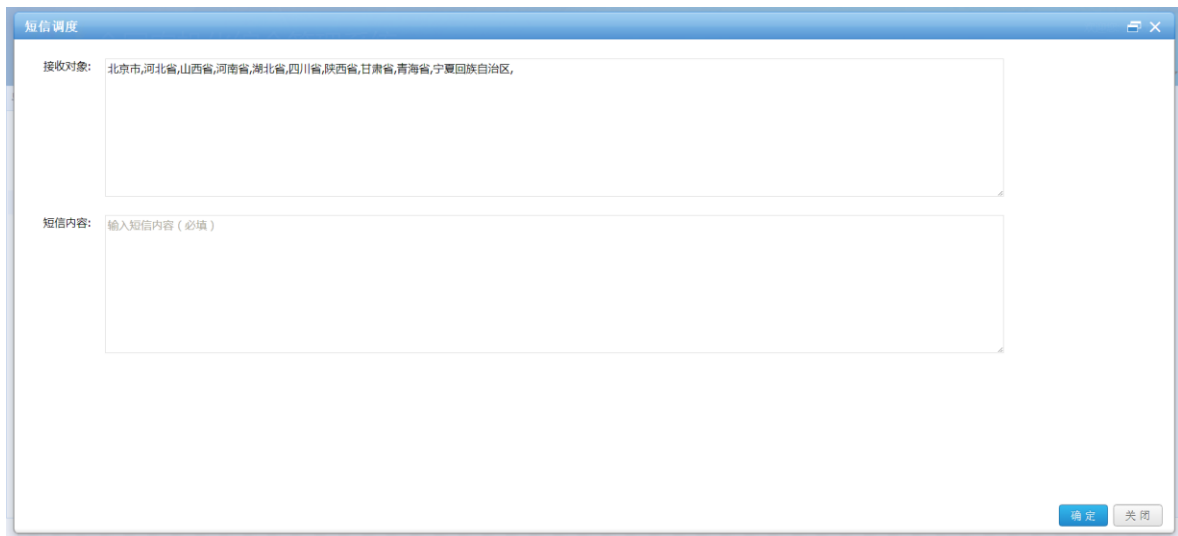 短信调度
接收对象: 北京市,河北省,山西省,河南省,湖北省,四川省,陕西省,甘肃省,青海省,宁夏回族自治区,
短信内容: 输入短信内容（必填）
确定 关闭